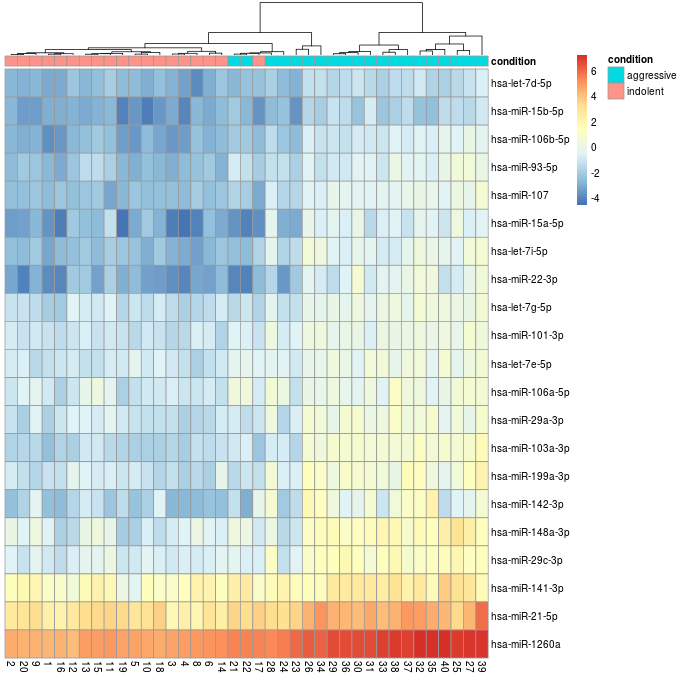 condition
hsa-let-7d-5p
hsa-miR-15b-5p
hsa-miR-106b-5p
hsa-miR-93-5p
hsa-miR-107
hsa-miR-15a-5p
hsa-let-7i-5p
hsa-miR-22-3p
hsa-let-7g-5p
hsa-miR-101-3p
hsa-let-7e-5p
hsa-miR-106a-5p
hsa-miR-29a-3p
hsa-miR-103a-3p
hsa-miR-199a-3p
hsa-miR-142-3p
hsa-miR-148a-3p
hsa-miR-29c-3p
hsa-miR-141-3p
hsa-miR-21-5p
hsa-miR-1260a
2 20 9 1 16 12 13 15 11 19 5 10 18 3 4 8 6 14 21 22 17 28 24 23 26 34 29 36 30 31 33 38 37 32 35 40 25 27 39
6
4
2
0
-2
-4
condition
aggressive
indolent